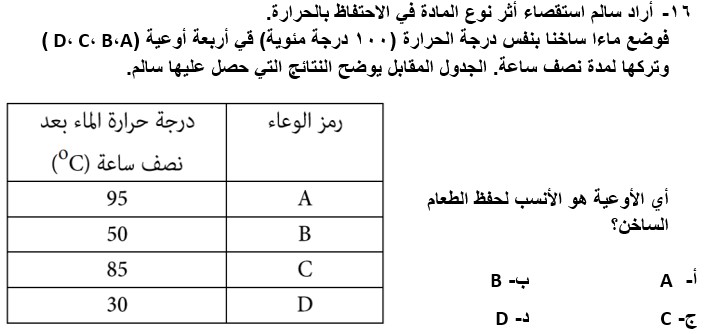 ١٦- أراد سالم استقصاء أثر نوع المادة في الاحتفاظ بالحرارة.
فوضع ماءا ساخنا بنفس درجة الحرارة (١٠٠ درجة مئوية) قي أربعة أوعية (D، C، B،A )
وتركها لمدة نصف ساعة. الجدول المقابل يوضح النتائج التي حصل عليها سالم.
رمز الوعاء | درجة حرارة الماء بعد نصف ساعة (⁰C)
A | 95
B | 50
C | 85
D | 30
أي الأوعية هو الأنسب لحفظ الطعام
الساخن؟
أ- A ب- B
ج- C د- D